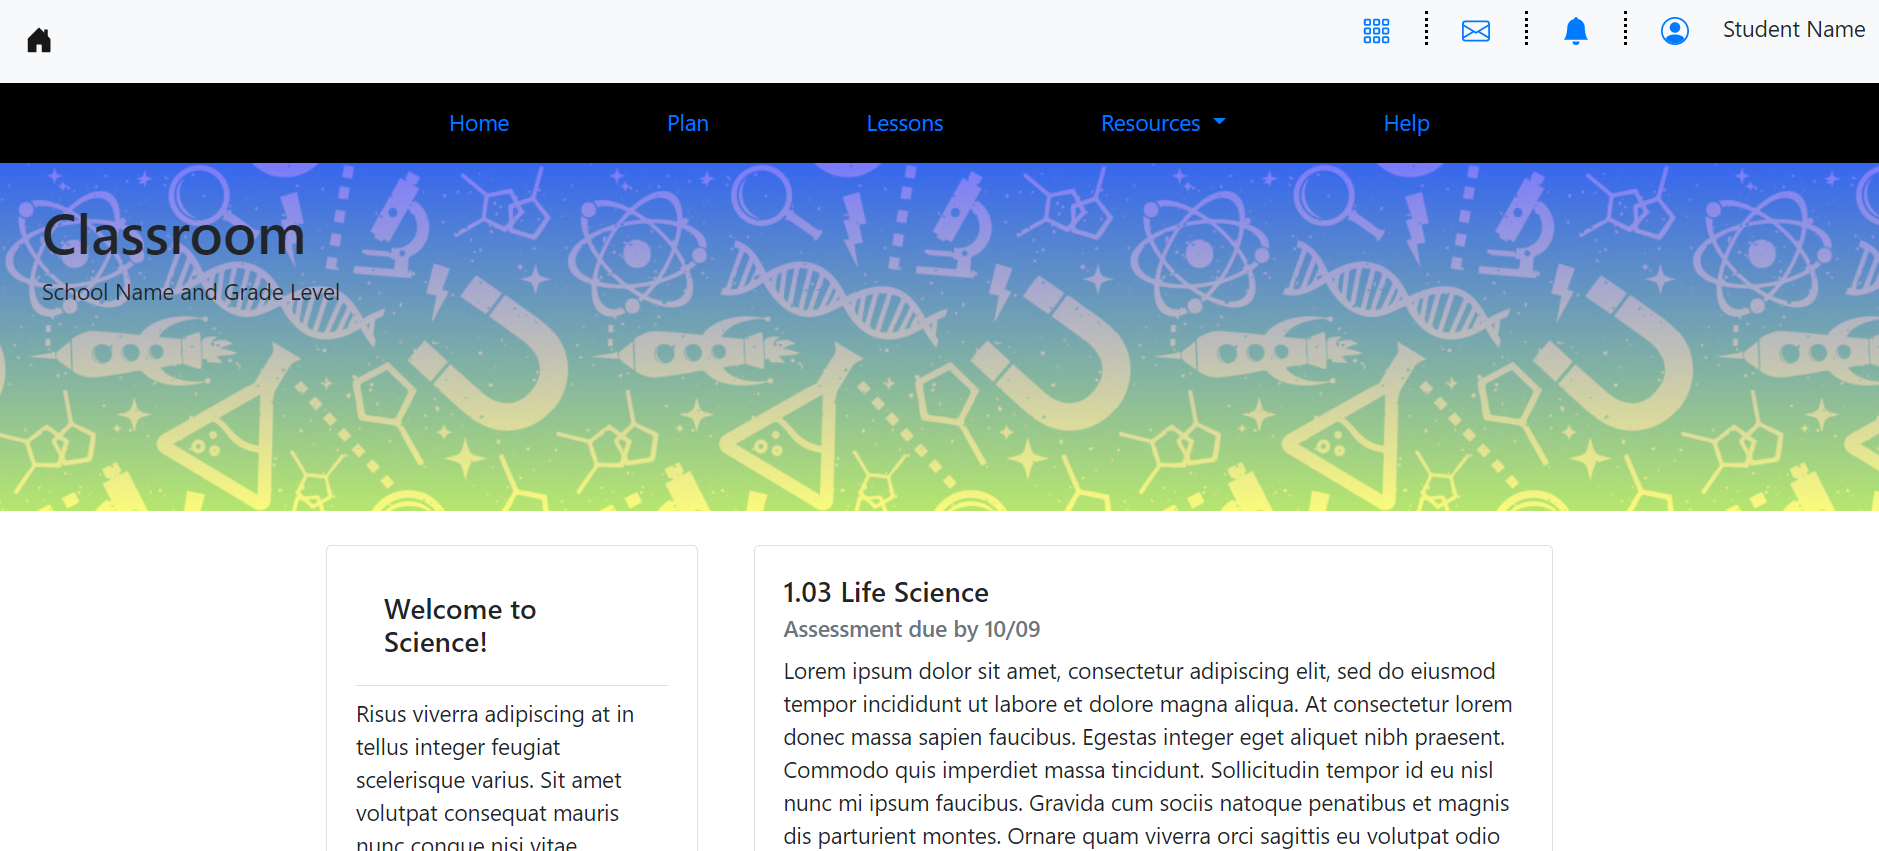 Student Name
Home Plan Lessons Resources Help
Classroom
School Name and Grade Level
Welcome to
Science!
Risus viverra adipiscing at in
tellus integer feugiat
scelerisque varius. Sit amet
volutpat consequat mauris
nunc congue nisi vitae
1.03 Life Science
Assessment due by 10/09
Lorem ipsum dolor sit amet, consectetur adipiscing elit, sed do eiusmod
tempor incididunt ut labore et dolore magna aliqua. At consectetur lorem
donec massa sapien faucibus. Egestas integer eget aliquet nibh praesent.
Commodo quis imperdiet massa tincidunt. Sollicitudin tempor id eu nisl
nunc mi ipsum faucibus. Gravida cum sociis natoque penatibus et magnis
dis parturient montes. Ornare quam viverra orci sagittis eu volutpat odio